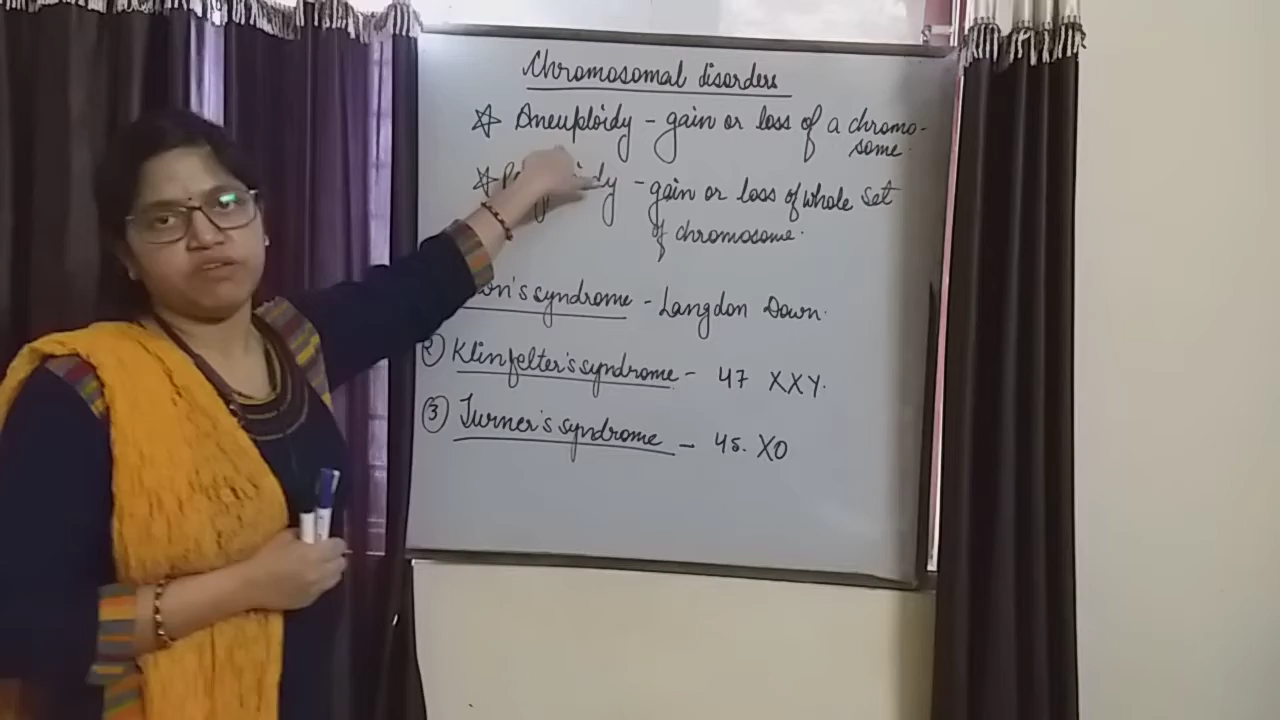 Chromosomal disorders
☆ Aneuploidy - gain or loss of a chromo-
some.
☆ - gain or loss of whole set
of chromosome.
syndrome - Langdon Down.
② Klinfelter's syndrome - 47 XXY.
③ Turner's syndrome - 45. XO